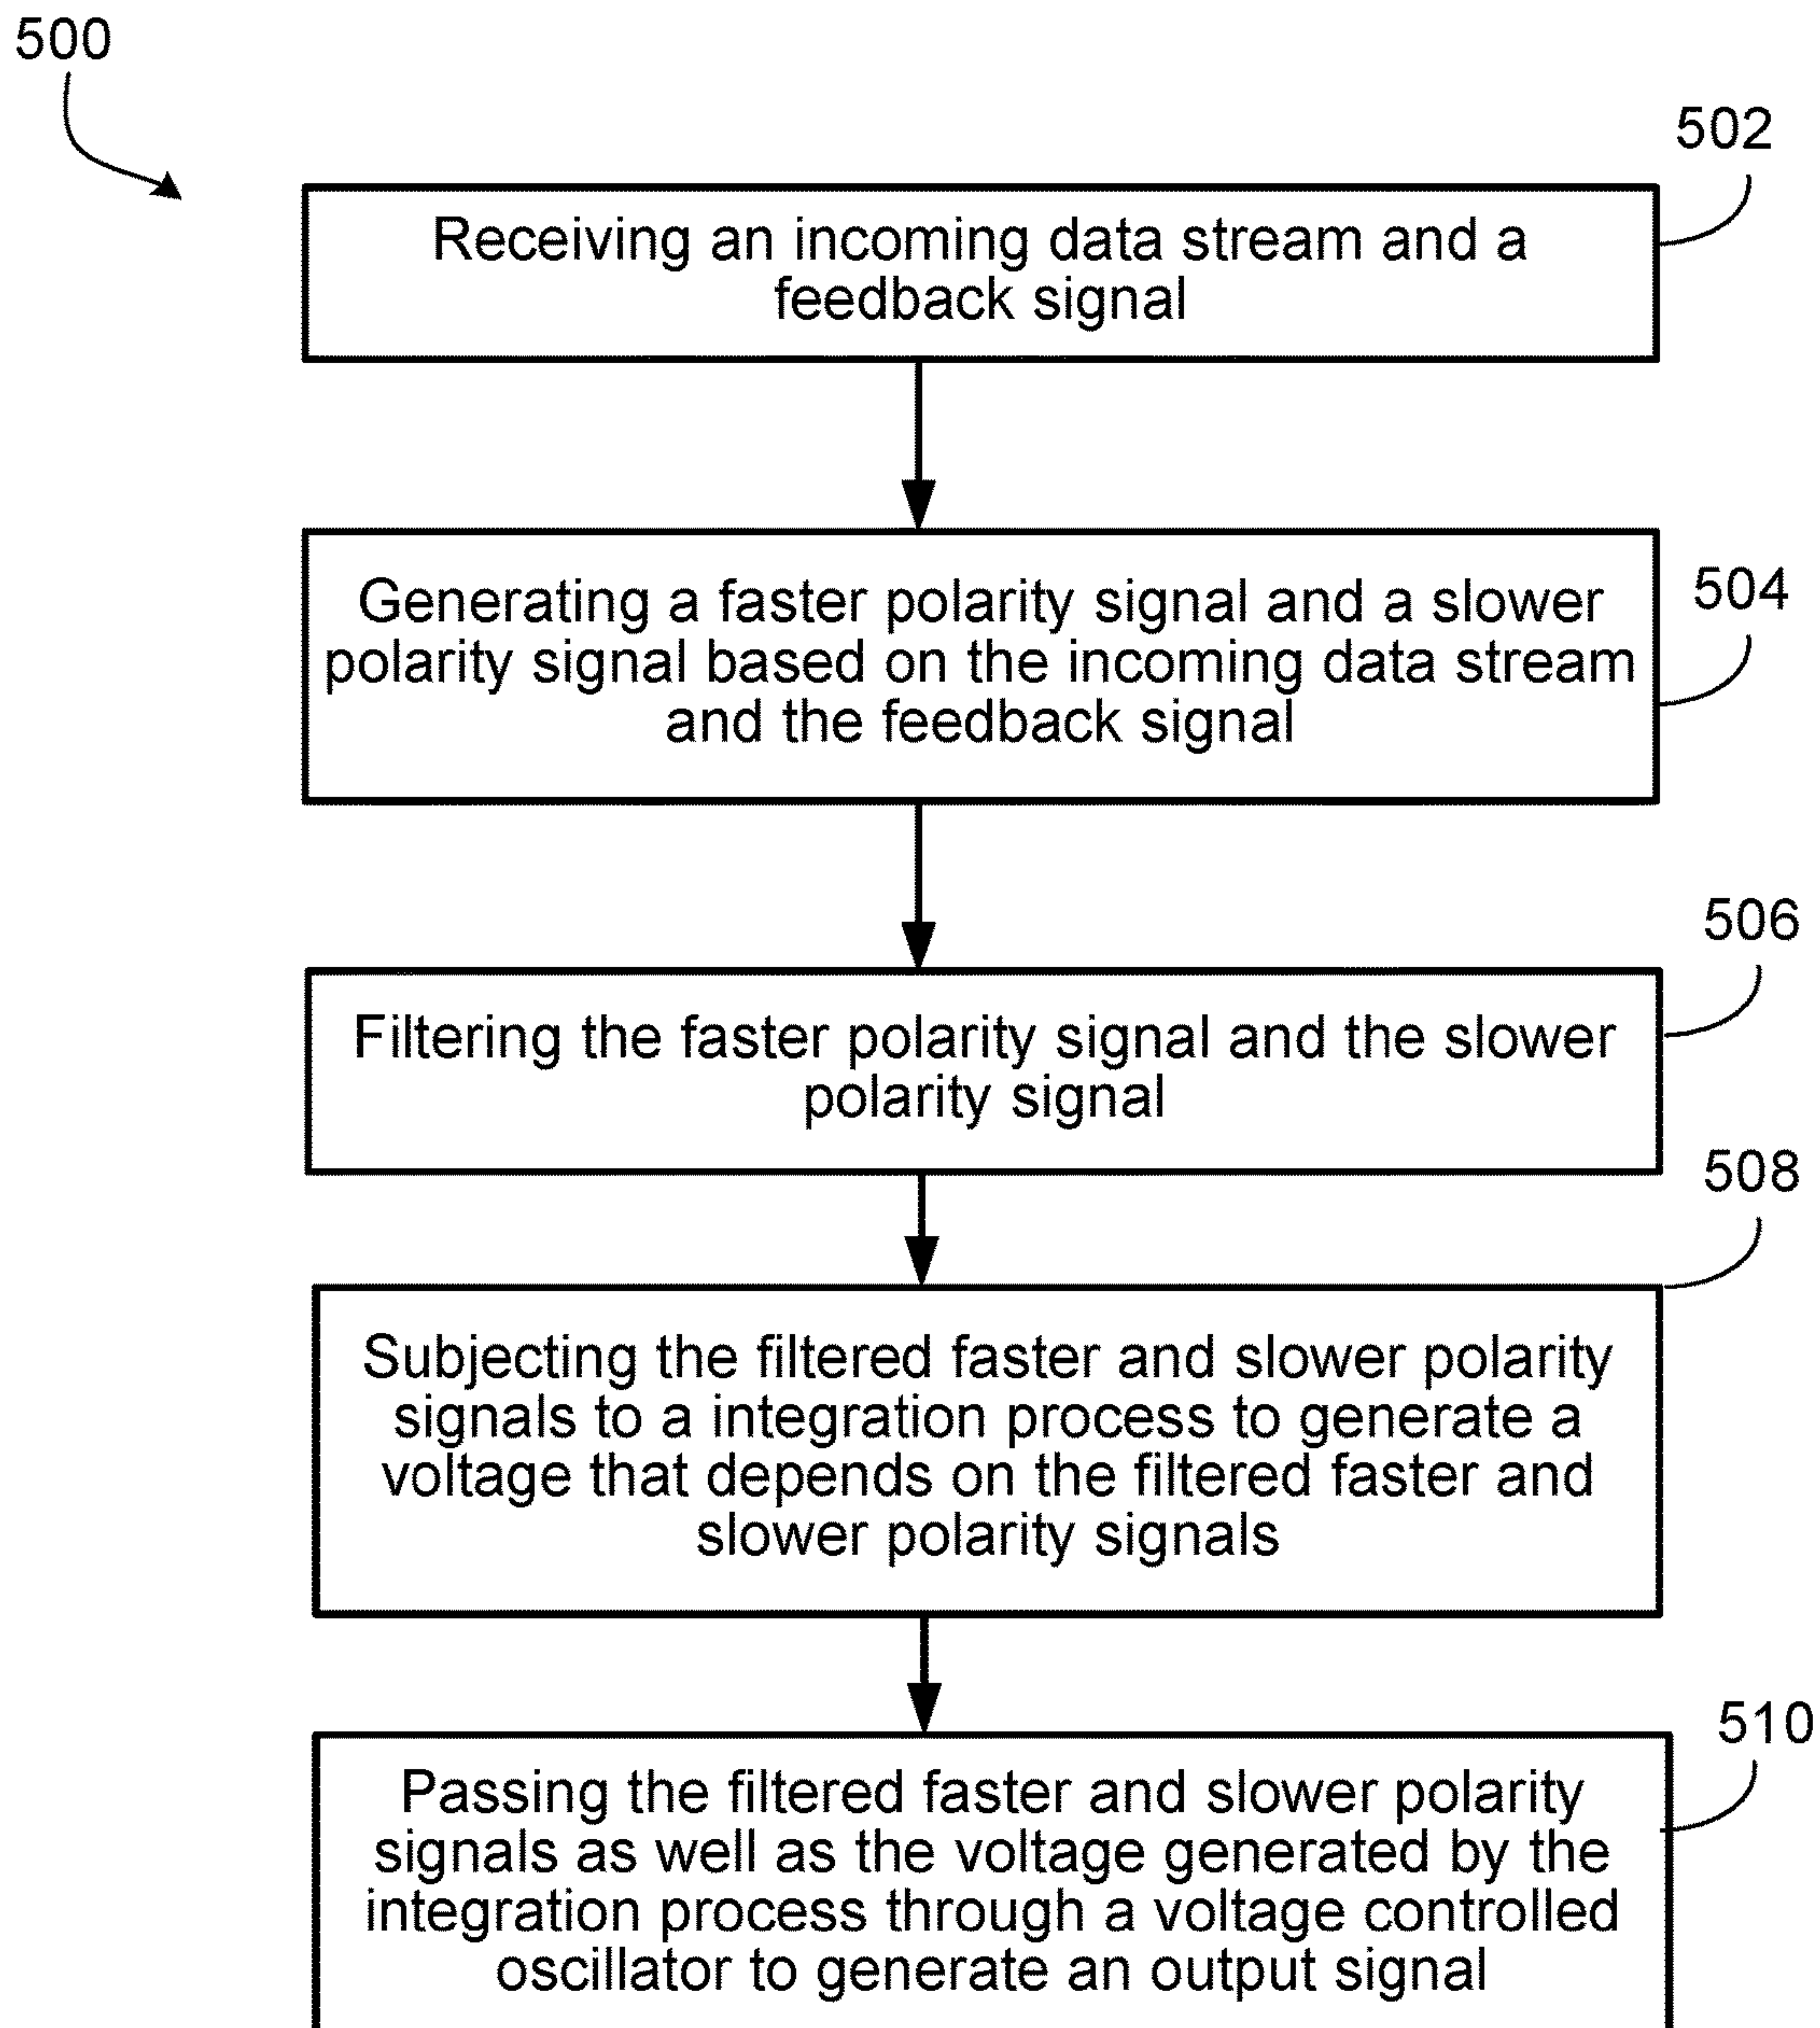 500
502
Receiving an incoming data stream and a
feedback signal
504
Generating a faster polarity signal and a slower
polarity signal based on the incoming data stream
and the feedback signal
506
Filtering the faster polarity signal and the slower
polarity signal
508
Subjecting the filtered faster and slower polarity
signals to a integration process to generate a
voltage that depends on the filtered faster and
slower polarity signals
510
Passing the filtered faster and slower polarity
signals as well as the voltage generated by the
integration process through a voltage controlled
oscillator to generate an output signal